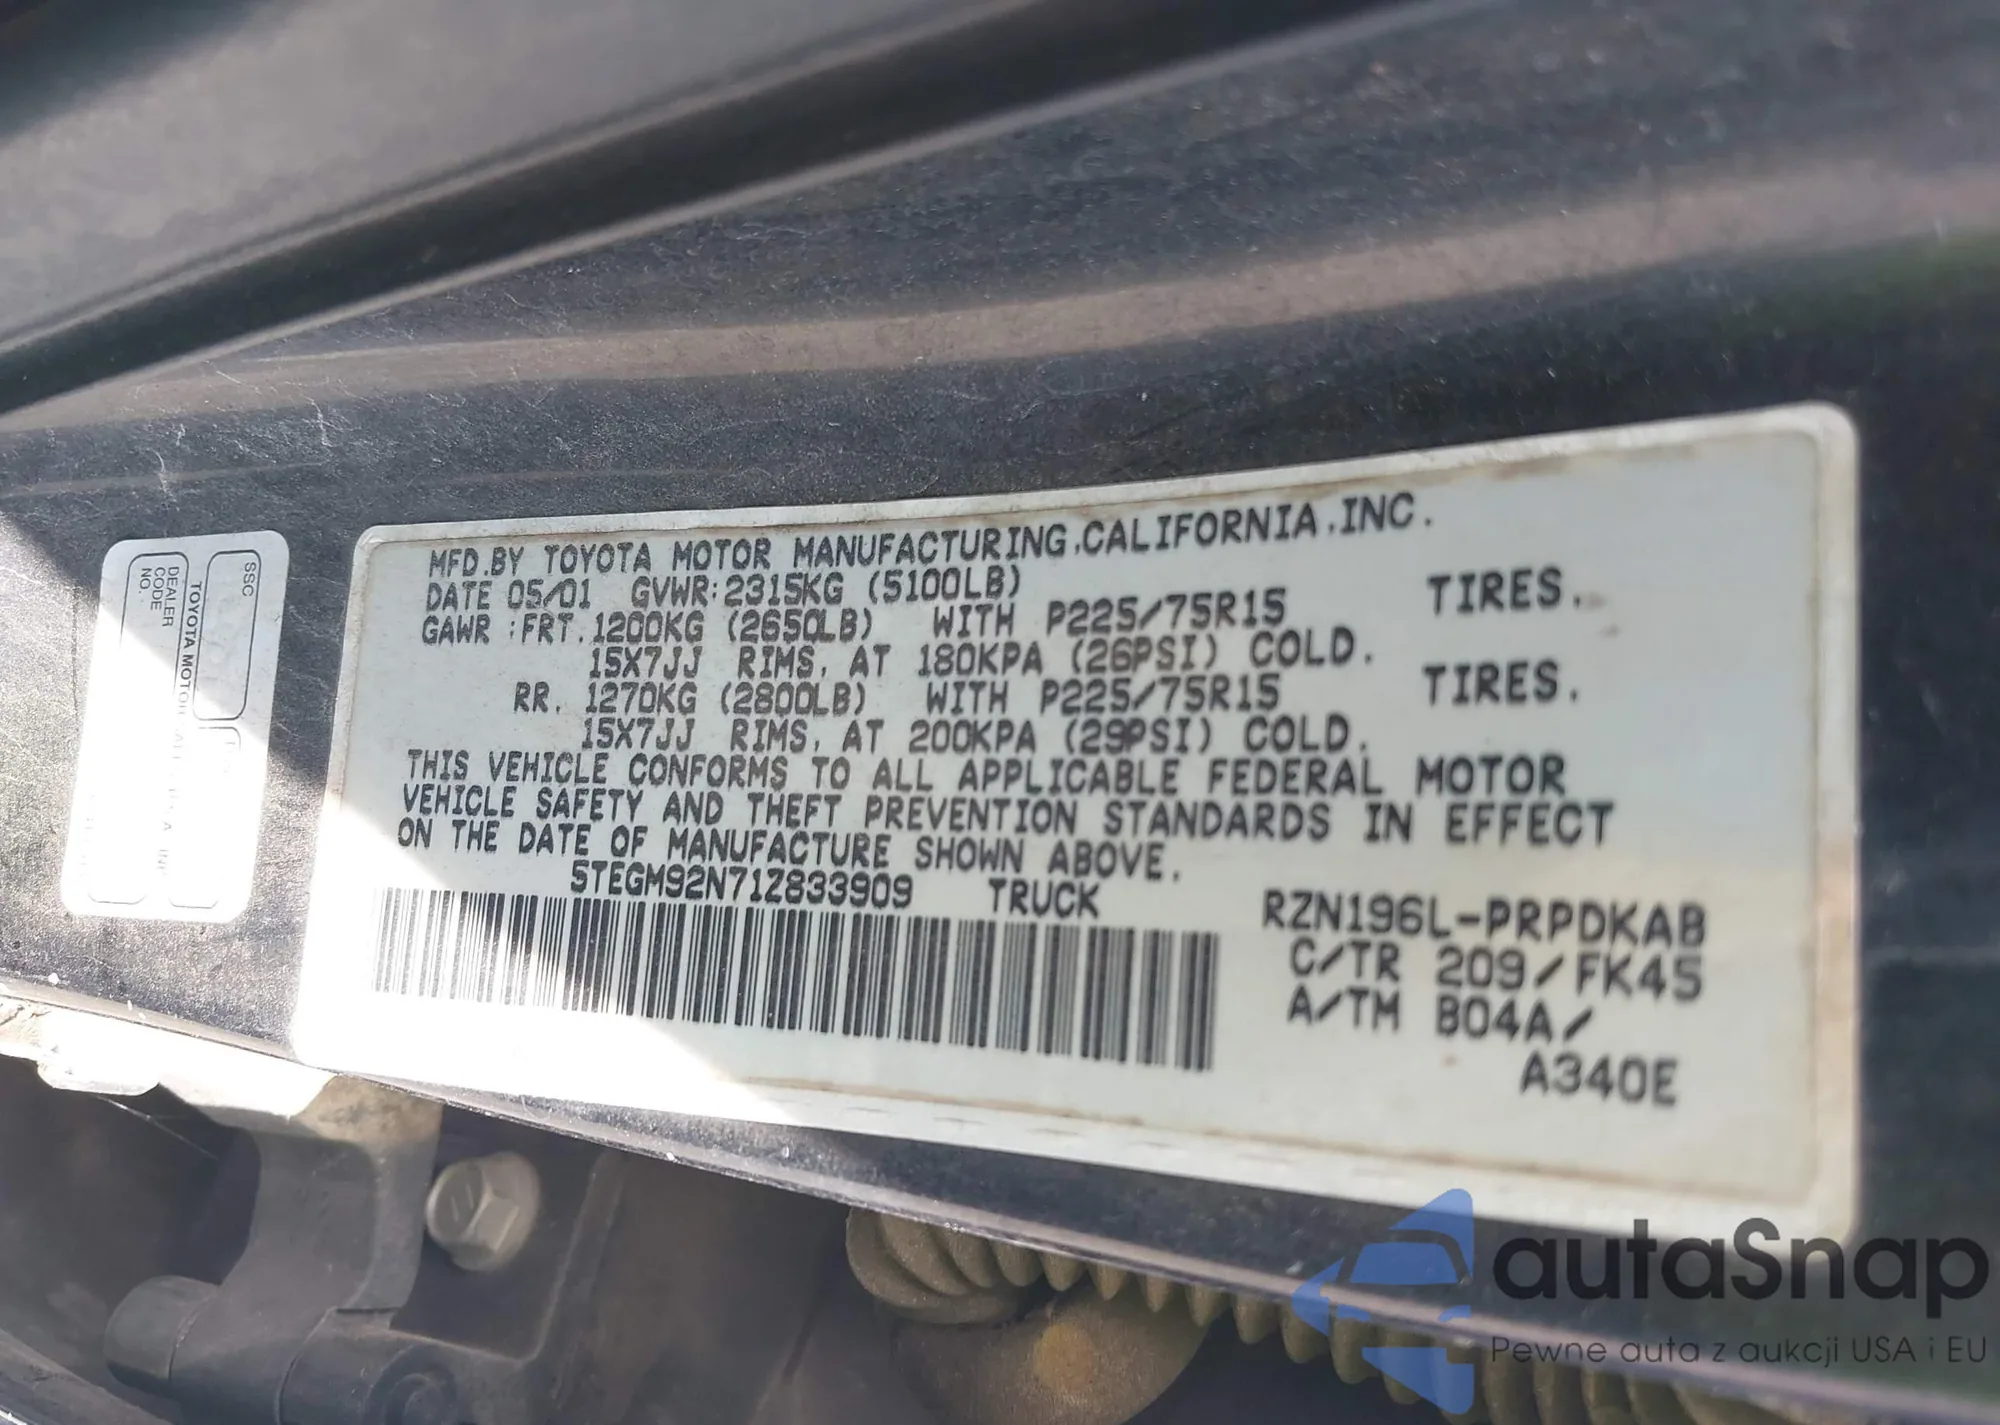 MFD.BY TOYOTA MOTOR MANUFACTURING.CALIFORNIA.INC.
DATE 05/01 GVWR:2315KG (5100LB)
GAWR :FRT.1200KG (2650LB) WITH P225/75R15 TIRES.
15X7JJ RIMS, AT 180KPA (26PSI) COLD.
RR. 1270KG (2800LB) WITH P225/75R15 TIRES.
15X7JJ RIMS, AT 200KPA (29PSI) COLD.
THIS VEHICLE CONFORMS TO ALL APPLICABLE FEDERAL MOTOR
VEHICLE SAFETY AND THEFT PREVENTION STANDARDS IN EFFECT
ON THE DATE OF MANUFACTURE SHOWN ABOVE.
5TEGM92N71Z833909 TRUCK
RZN196L-PRPDKAB
C/TR 209/FK45
A/TM B04A/
A340E
SSC
TOYOTA MOTOR
DEALER
CODE
NO.
autaSnap
Pewne auta z aukcji USA i EU